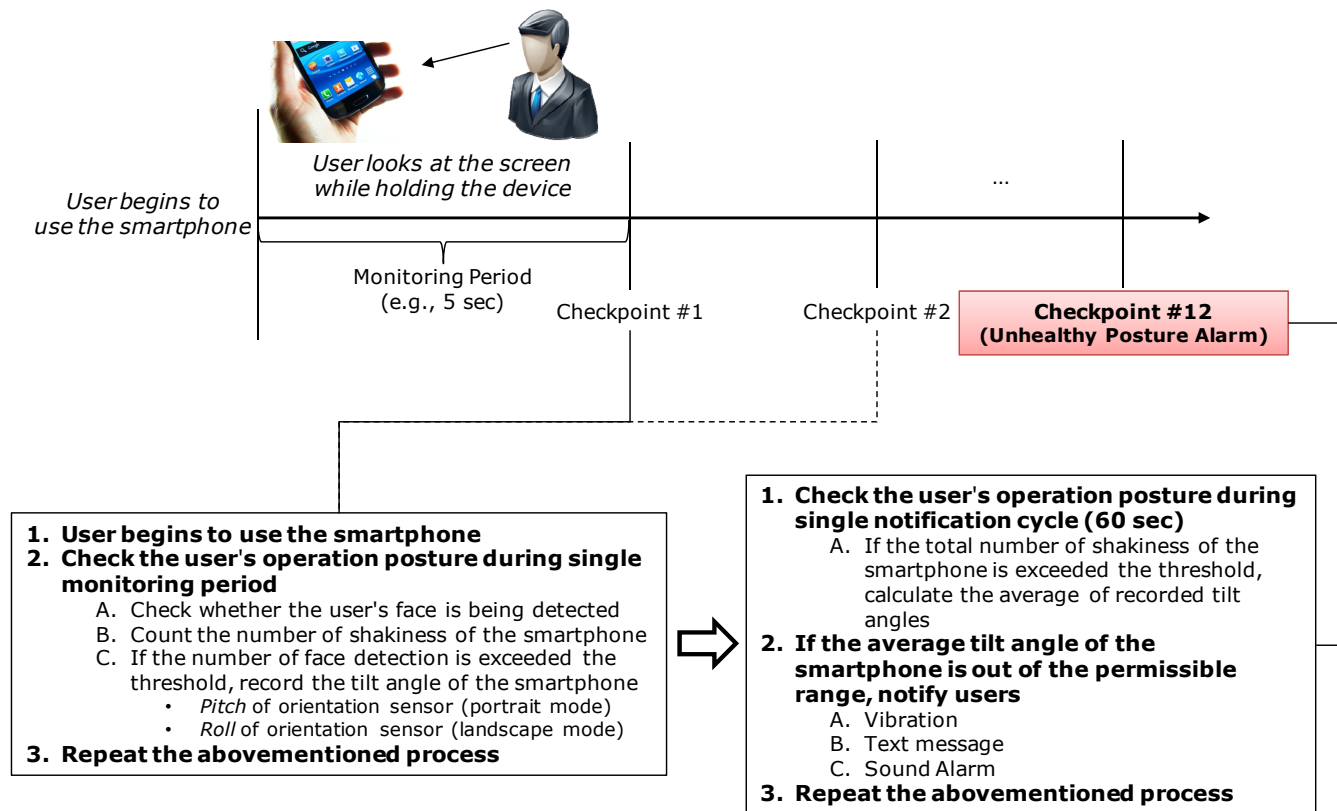 User looks at the screen
while holding the device
...
User begins to
use the smartphone
Monitoring Period
(e.g., 5 sec)
Checkpoint #1
Checkpoint #2
Checkpoint #12
(Unhealthy Posture Alarm)
1. User begins to use the smartphone
2. Check the user's operation posture during single
monitoring period
A. Check whether the user's face is being detected
B. Count the number of shakiness of the smartphone
C. If the number of face detection is exceeded the
threshold, record the tilt angle of the smartphone
• Pitch of orientation sensor (portrait mode)
• Roll of orientation sensor (landscape mode)
3. Repeat the abovementioned process
1. Check the user's operation posture during
single notification cycle (60 sec)
A. If the total number of shakiness of the
smartphone is exceeded the threshold,
calculate the average of recorded tilt
angles
2. If the average tilt angle of the
smartphone is out of the permissible
range, notify users
A. Vibration
B. Text message
C. Sound Alarm
3. Repeat the abovementioned process